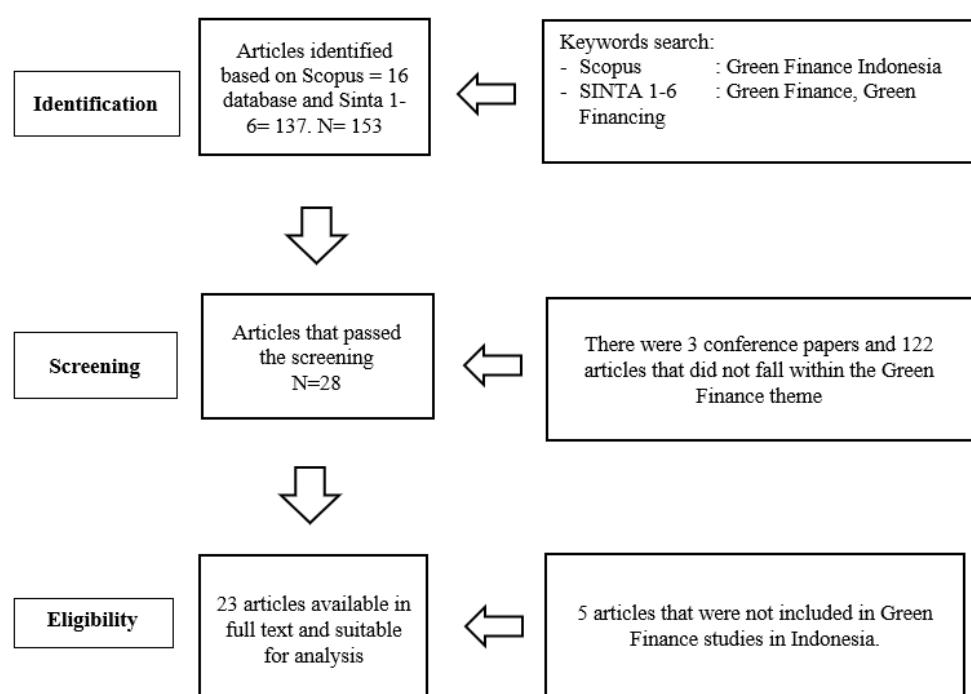 Identification
Articles identified
based on Scopus = 16
database and Sinta 1-
6= 137. N= 153
Keywords search:
- Scopus : Green Finance Indonesia
- SINTA 1-6 : Green Finance, Green
Financing
Screening
Articles that passed
the screening
N=28
There were 3 conference papers and 122
articles that did not fall within the Green
Finance theme
Eligibility
23 articles available in
full text and suitable
for analysis
5 articles that were not included in Green
Finance studies in Indonesia.